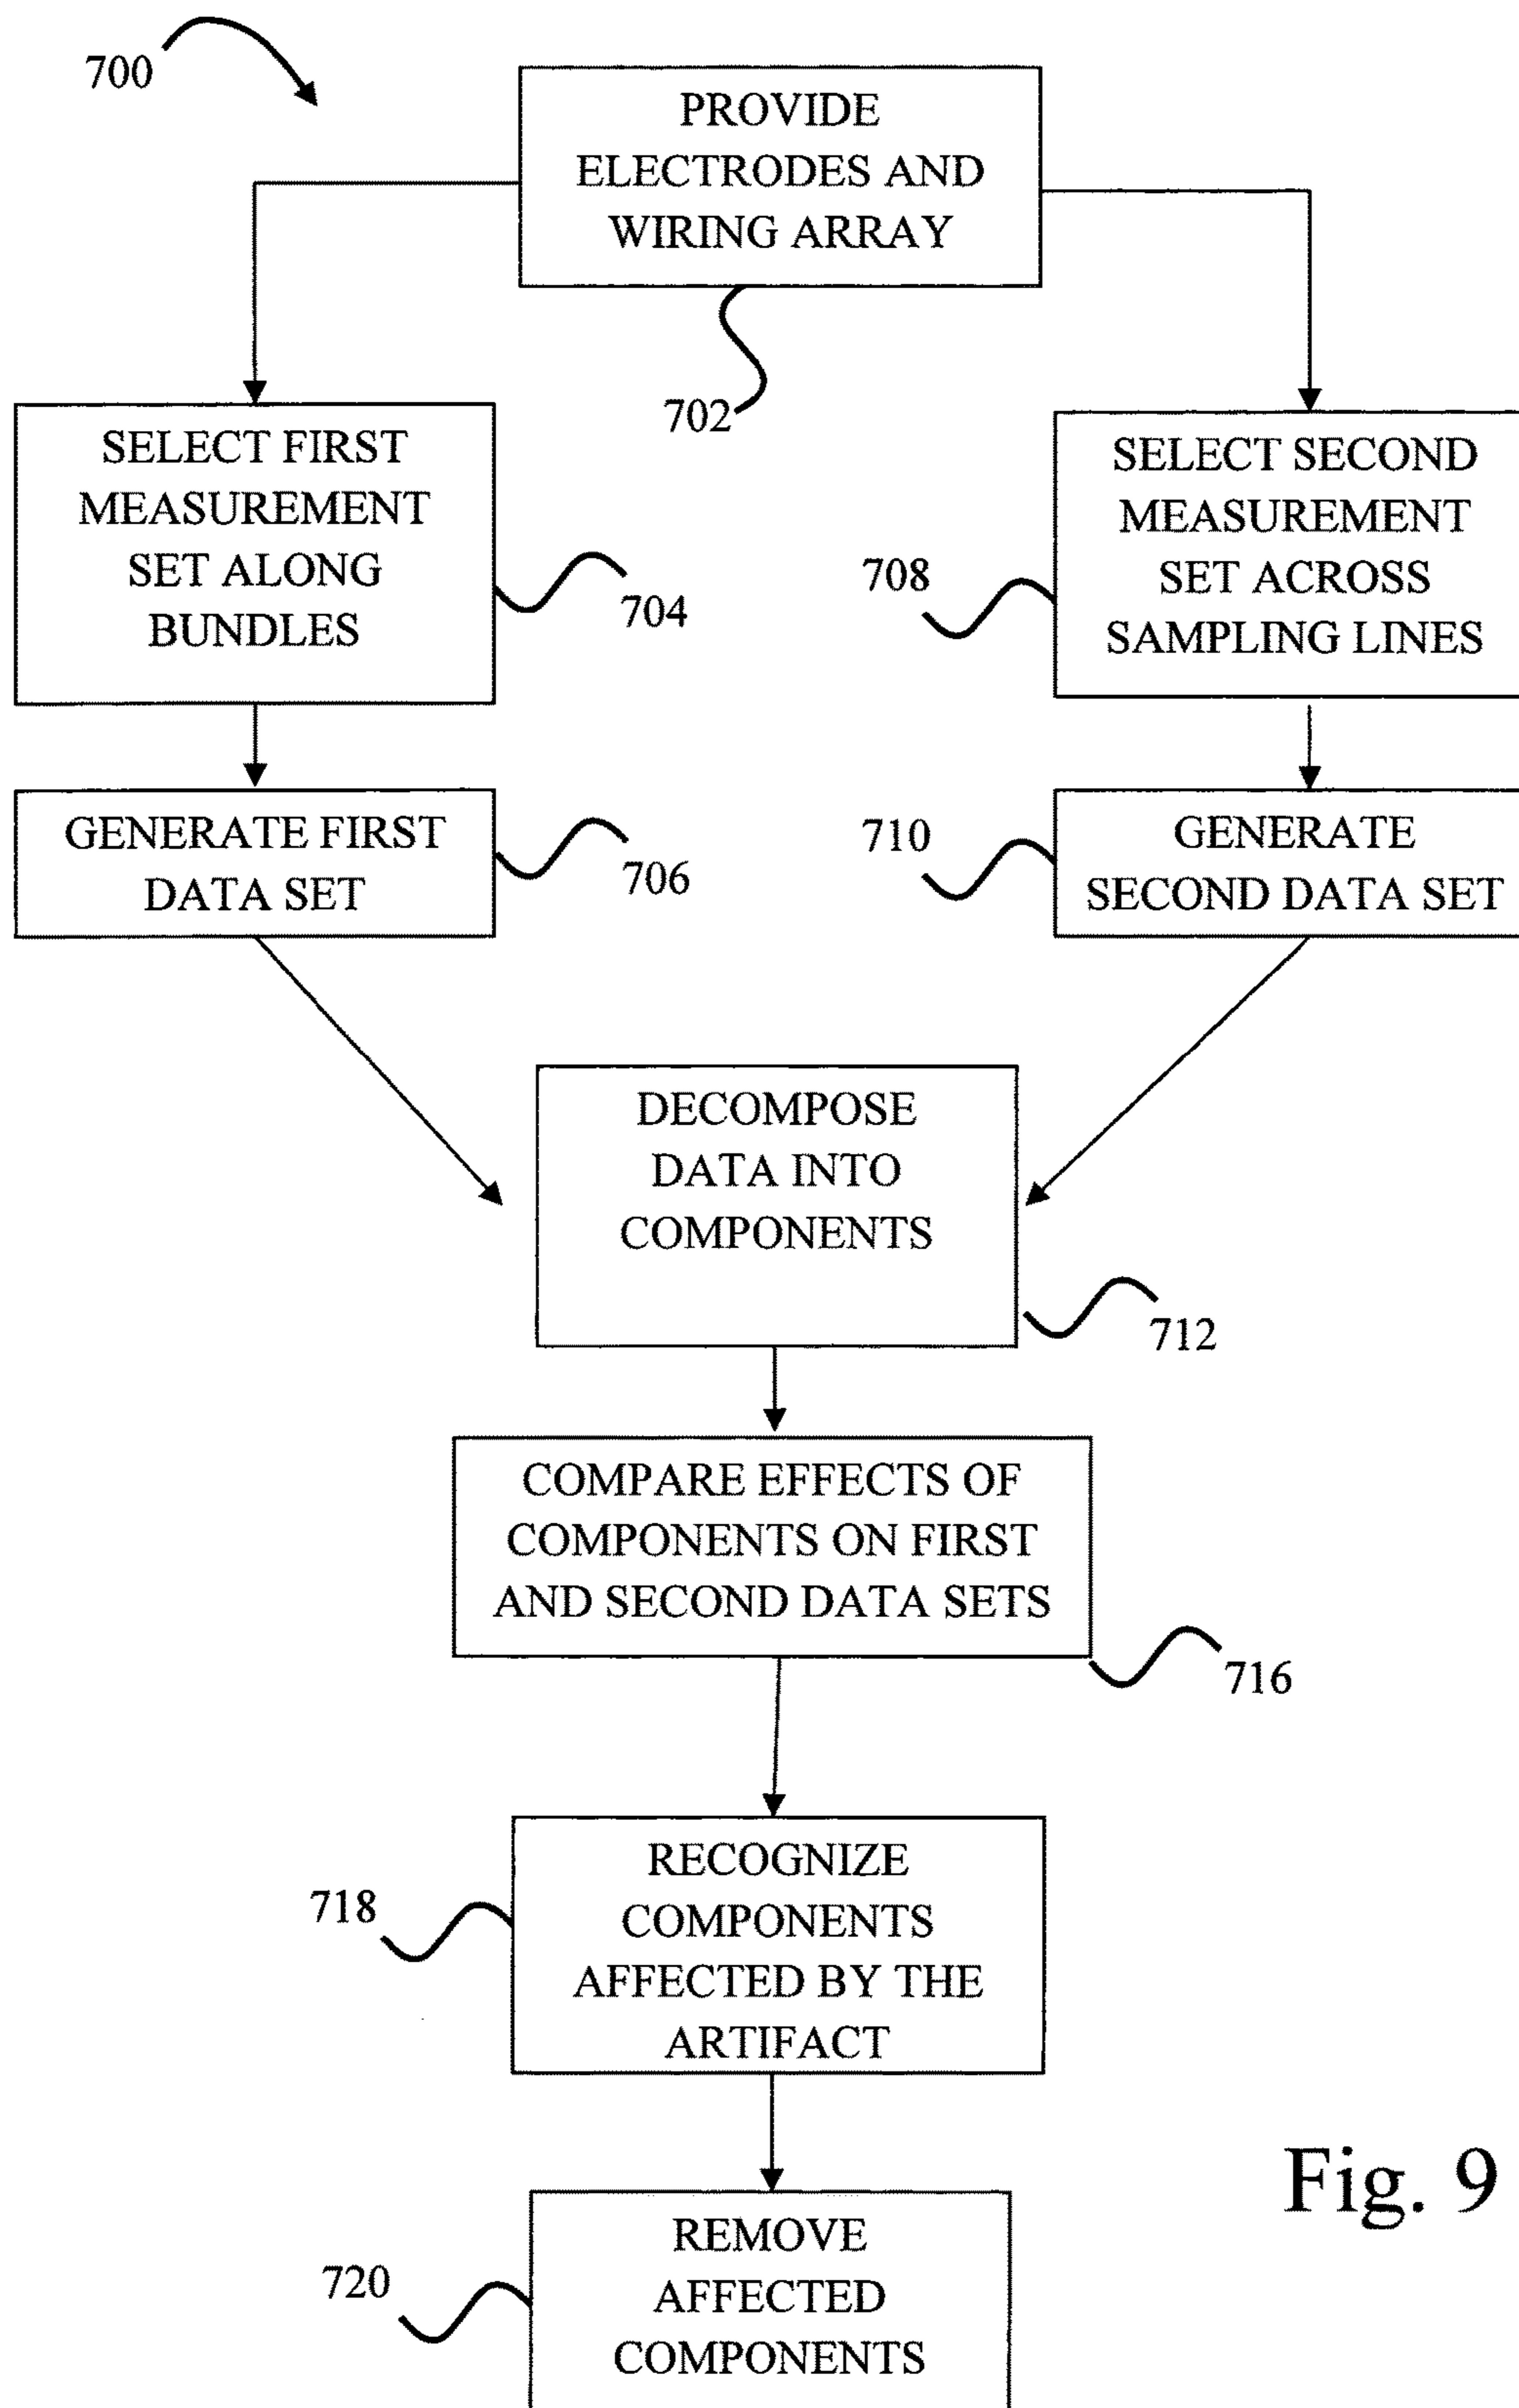 700
PROVIDE
ELECTRODES AND
WIRING ARRAY
702
SELECT FIRST
MEASUREMENT
SET ALONG
BUNDLES
704
SELECT SECOND
MEASUREMENT
SET ACROSS
SAMPLING LINES
708
GENERATE FIRST
DATA SET
706
GENERATE
SECOND DATA SET
710
DECOMPOSE
DATA INTO
COMPONENTS
712
COMPARE EFFECTS OF
COMPONENTS ON FIRST
AND SECOND DATA SETS
716
RECOGNIZE
COMPONENTS
AFFECTED BY THE
ARTIFACT
718
REMOVE
AFFECTED
COMPONENTS
720
Fig. 9